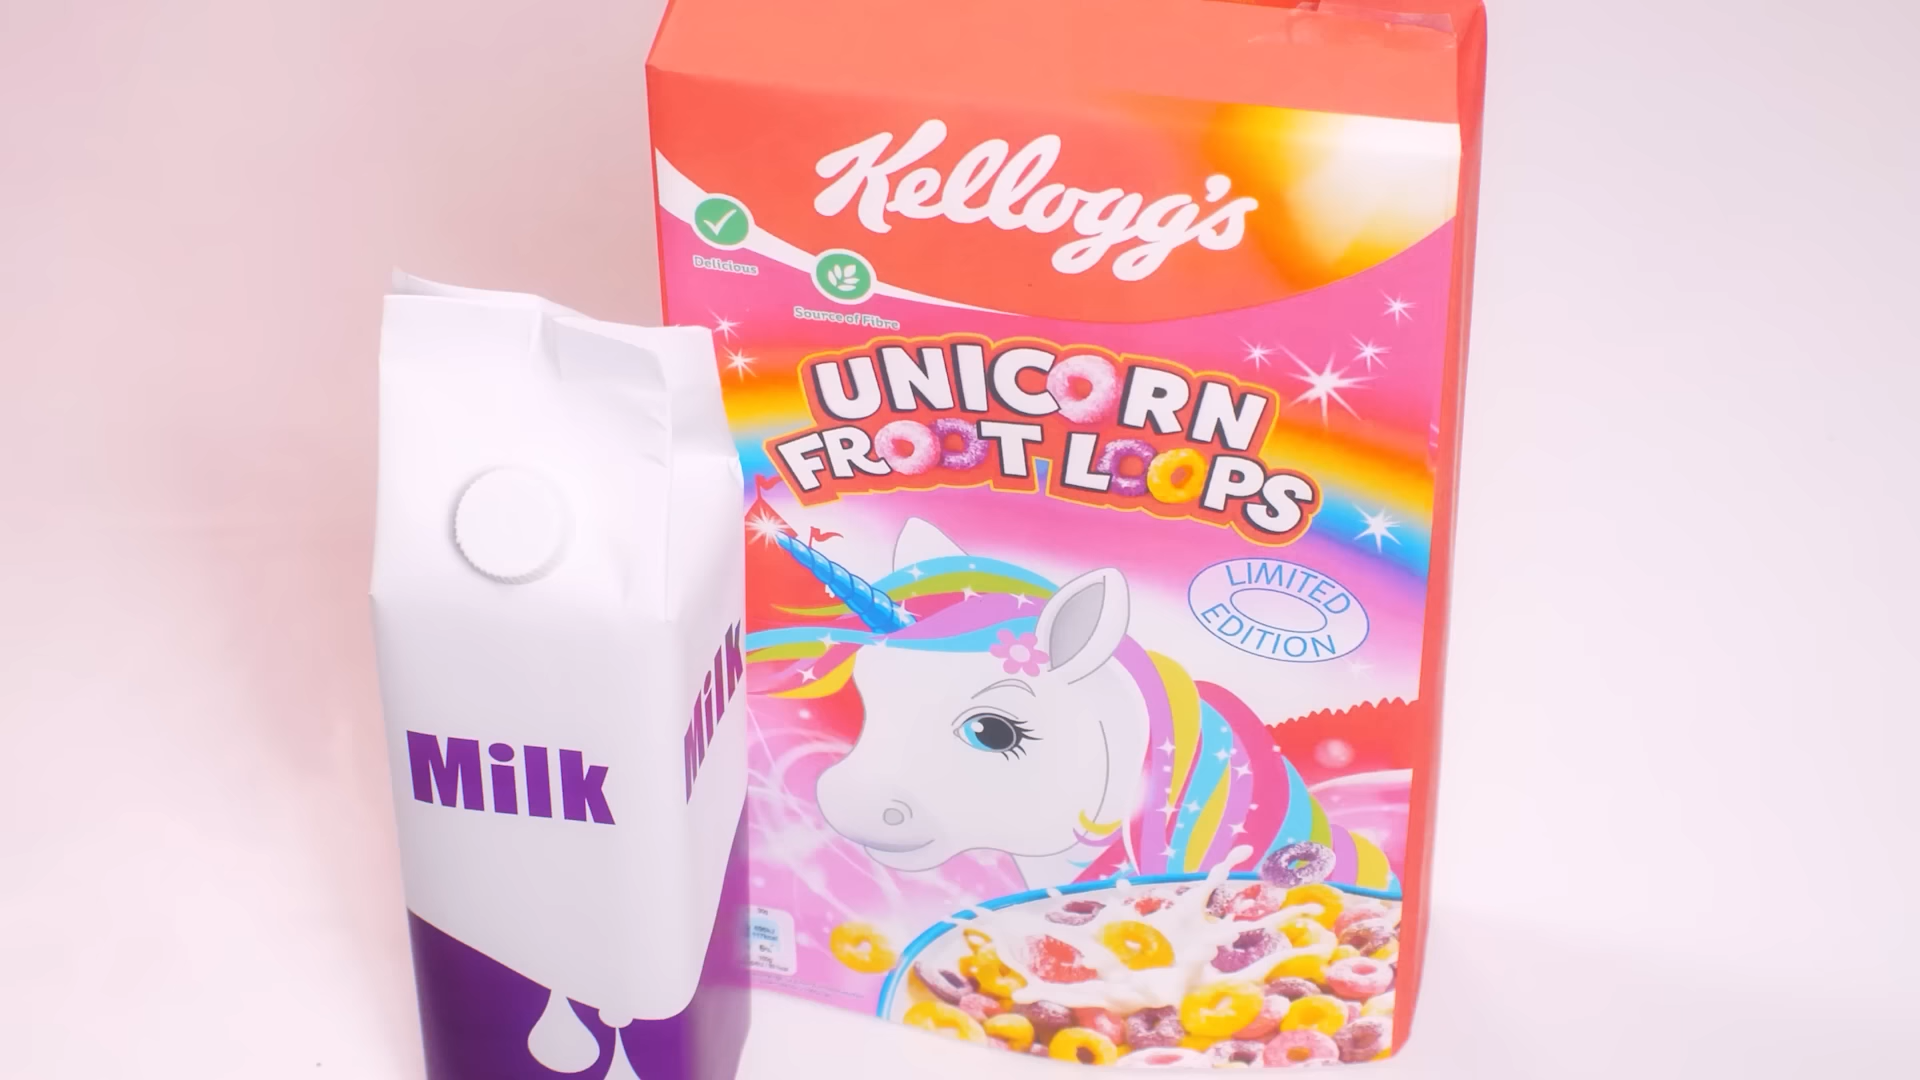 Kellogg's
Delicious
Source of Fibre
UNICORN
FROOT LOOPS
LIMITED
EDITION
Milk
Milk